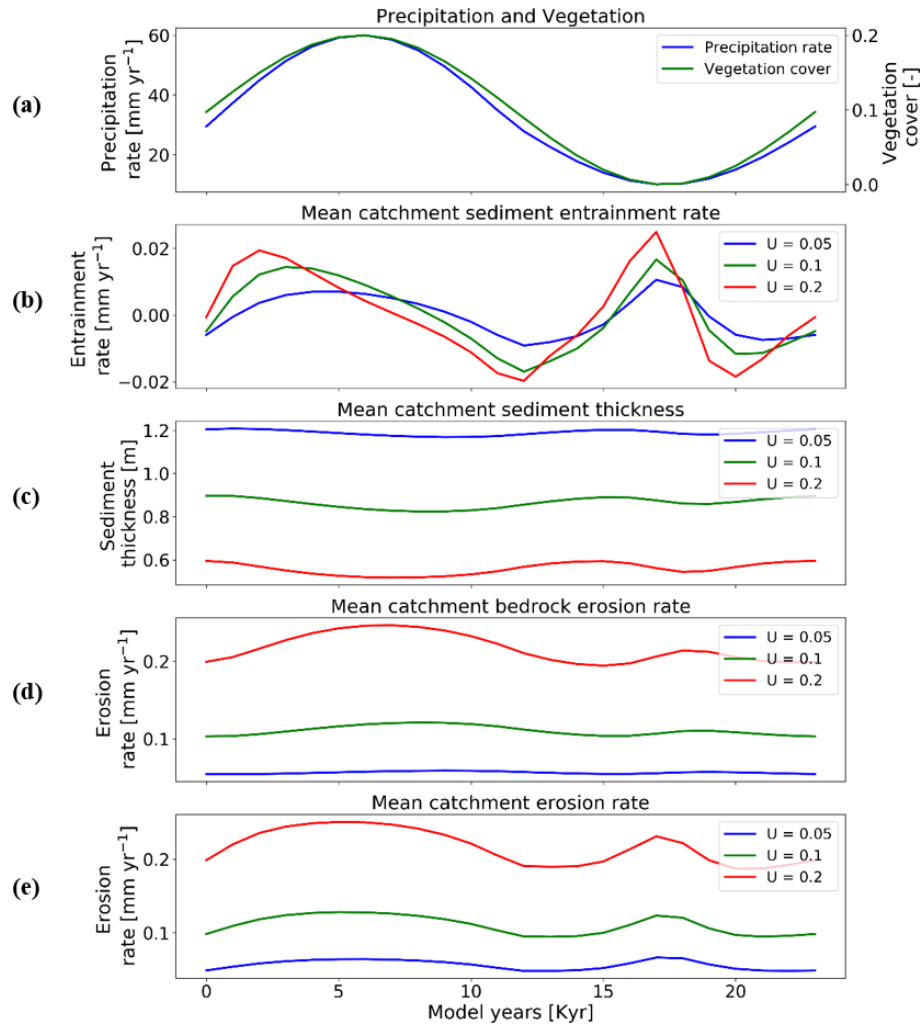 Precipitation and Vegetation
(a)
Precipitation
rate [mm yr⁻¹]
60
40
20
Precipitation rate
Vegetation cover
0.2
0.1
0.0
Vegetation
cover [-]
Mean catchment sediment entrainment rate
(b)
Entrainment
rate [mm yr⁻¹]
0.02
0.00
−0.02
U = 0.05
U = 0.1
U = 0.2
Mean catchment sediment thickness
(c)
Sediment
thickness [m]
1.2
1.0
0.8
0.6
U = 0.05
U = 0.1
U = 0.2
Mean catchment bedrock erosion rate
(d)
Erosion
rate [mm yr⁻¹]
0.2
0.1
U = 0.05
U = 0.1
U = 0.2
Mean catchment erosion rate
(e)
Erosion
rate [mm yr⁻¹]
0.2
0.1
U = 0.05
U = 0.1
U = 0.2
0 5 10 15 20
Model years [Kyr]